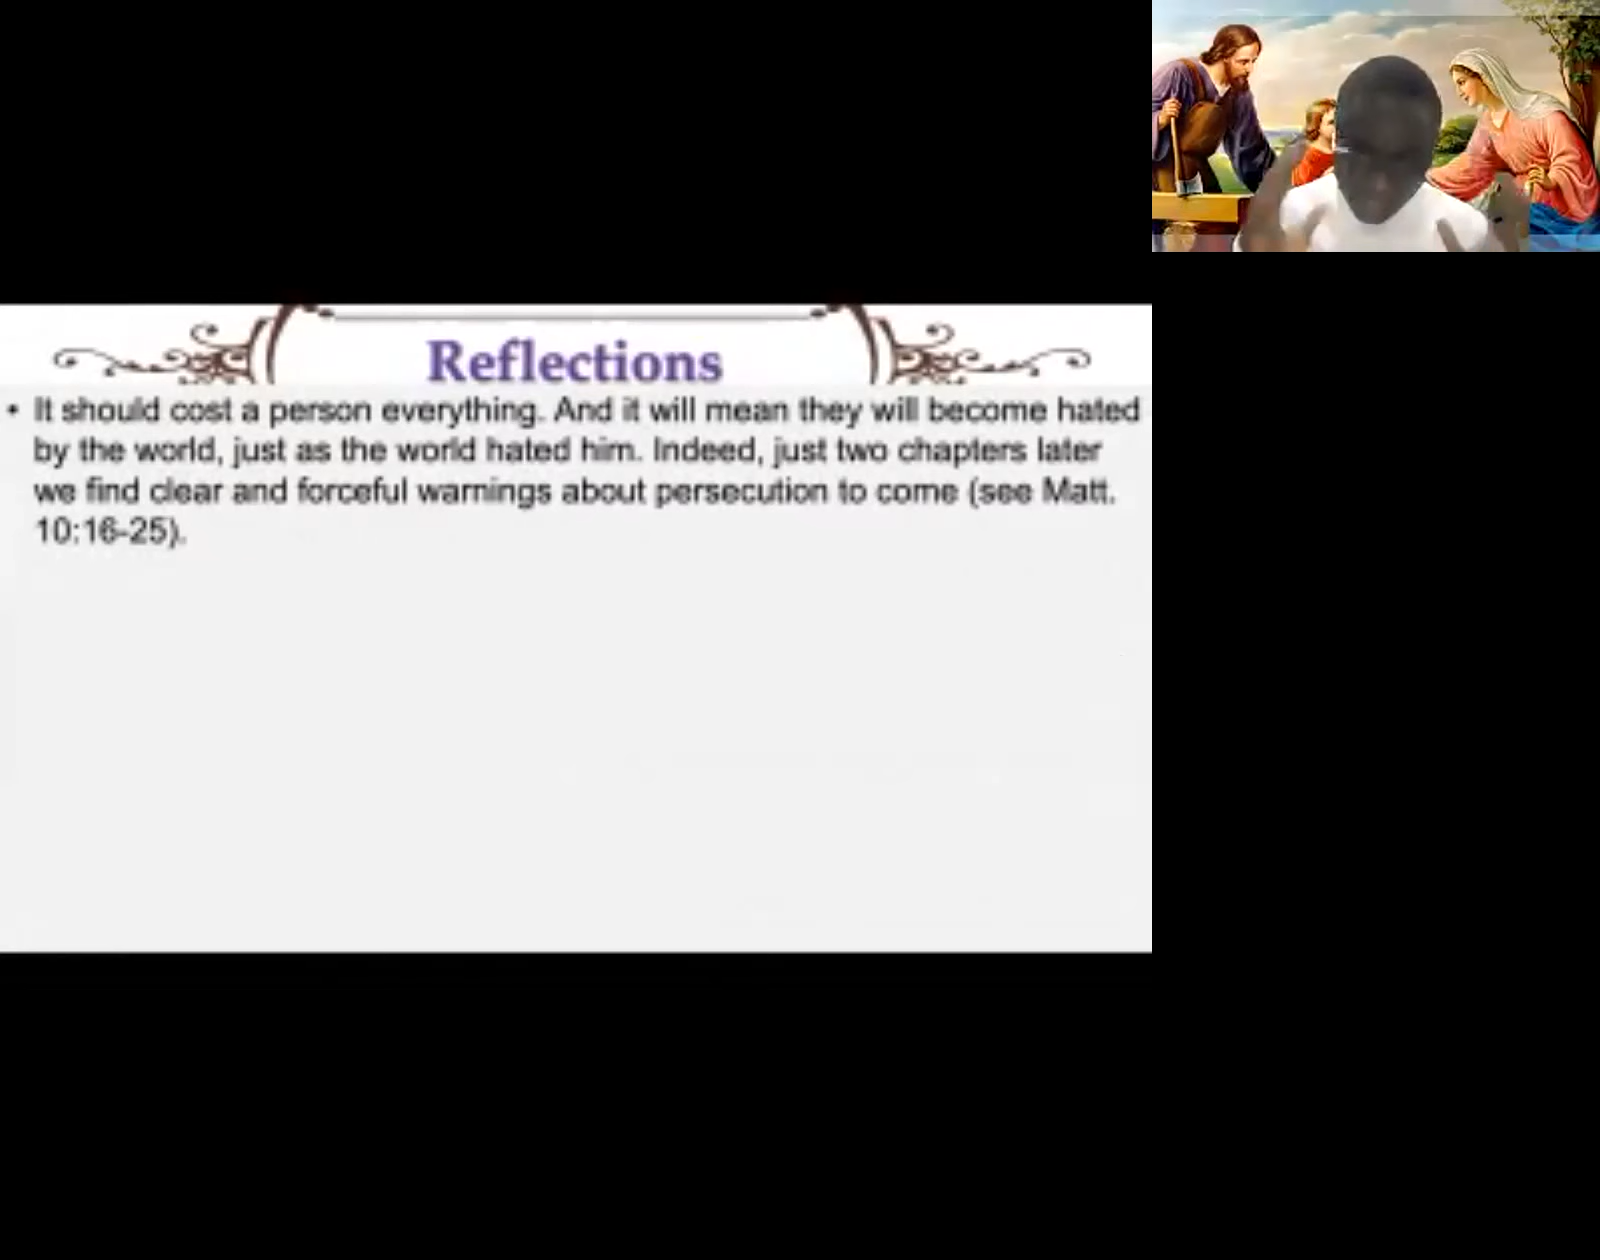 Reflections
• It should cost a person everything. And it will mean they will become hated
by the world, just as the world hated him. Indeed, just two chapters later
we find clear and forceful warnings about persecution to come (see Matt.
10:16-25).